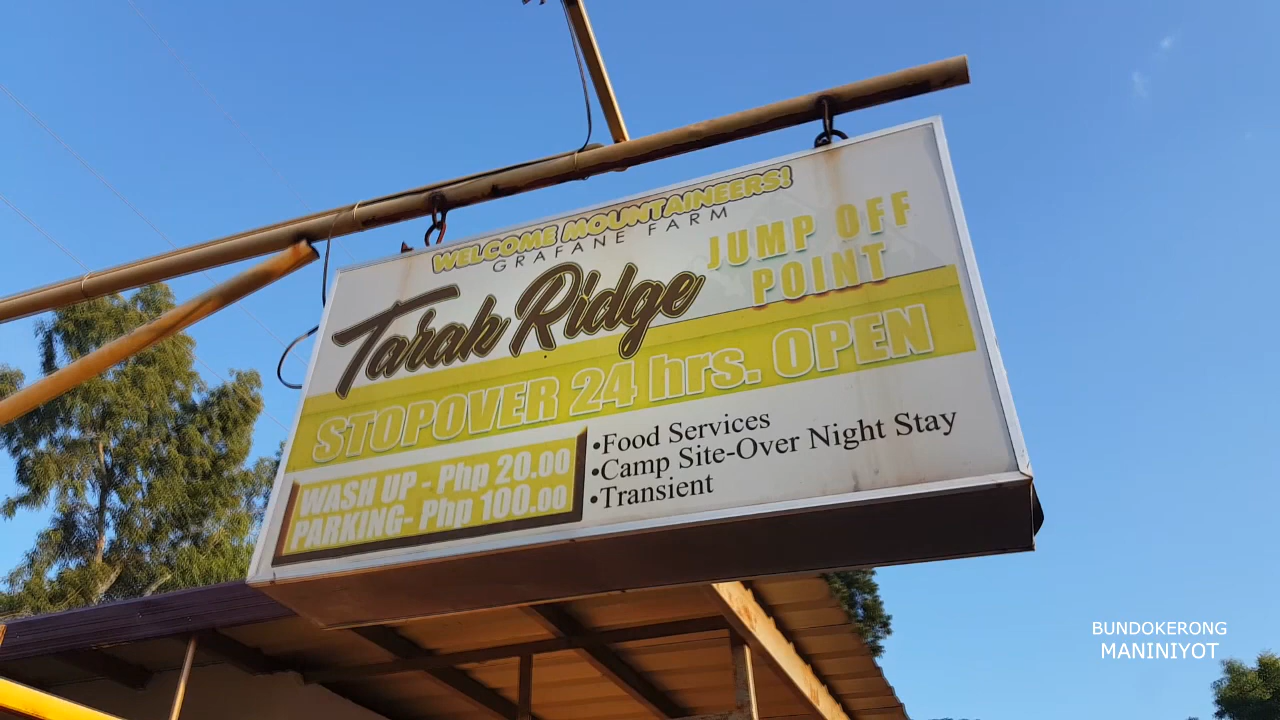 WELCOME MOUNTAINEERS!
GRAFANE FARM
Tarak Ridge
JUMP OFF
POINT
STOPOVER 24 hrs. OPEN
WASH UP - Php 20.00
PARKING- Php 100.00
•Food Services
•Camp Site-Over Night Stay
•Transient
BUNDOKERONG
MANINIYOT